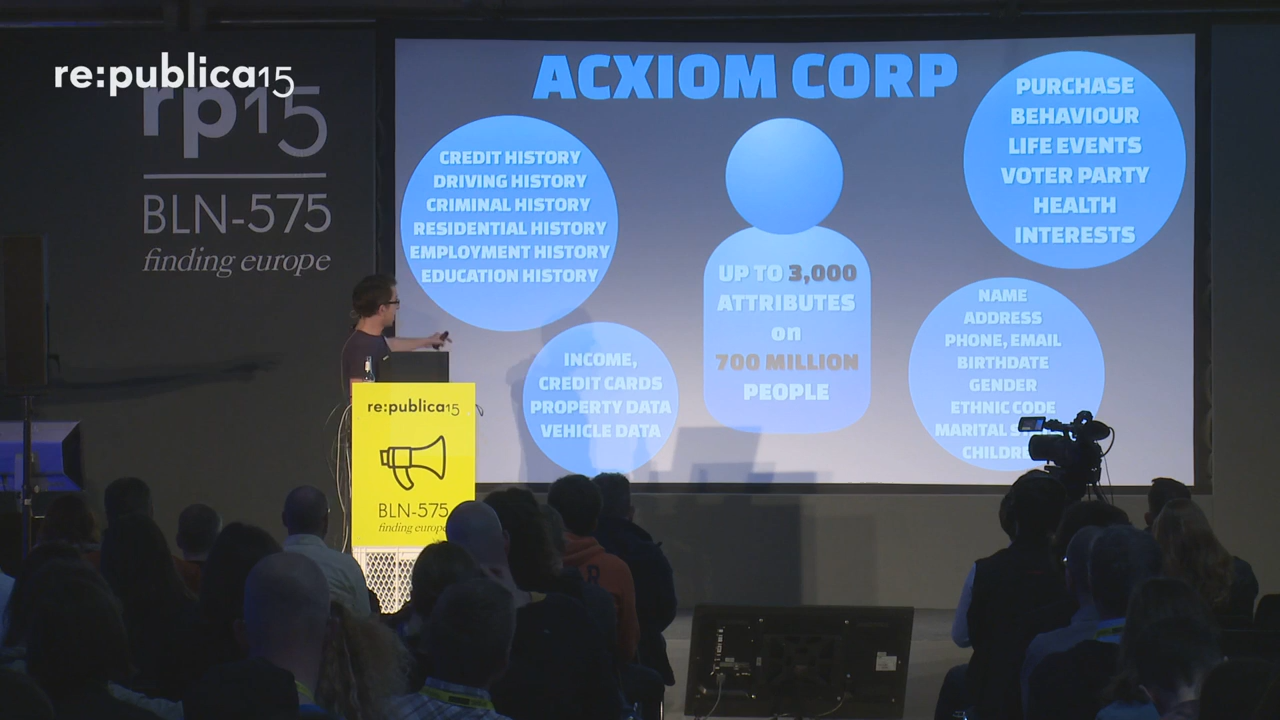 re:publica15
rp15
BLN-575
finding europe
ACXIOM CORP
CREDIT HISTORY
DRIVING HISTORY
CRIMINAL HISTORY
RESIDENTIAL HISTORY
EMPLOYMENT HISTORY
EDUCATION HISTORY
INCOME,
CREDIT CARDS
PROPERTY DATA
VEHICLE DATA
UP TO 3,000
ATTRIBUTES
on
700 MILLION
PEOPLE
PURCHASE
BEHAVIOUR
LIFE EVENTS
VOTER PARTY
HEALTH
INTERESTS
NAME
ADDRESS
PHONE, EMAIL
BIRTHDATE
GENDER
ETHNIC CODE
MARITAL
re:publica15
BLN-575
finding europe